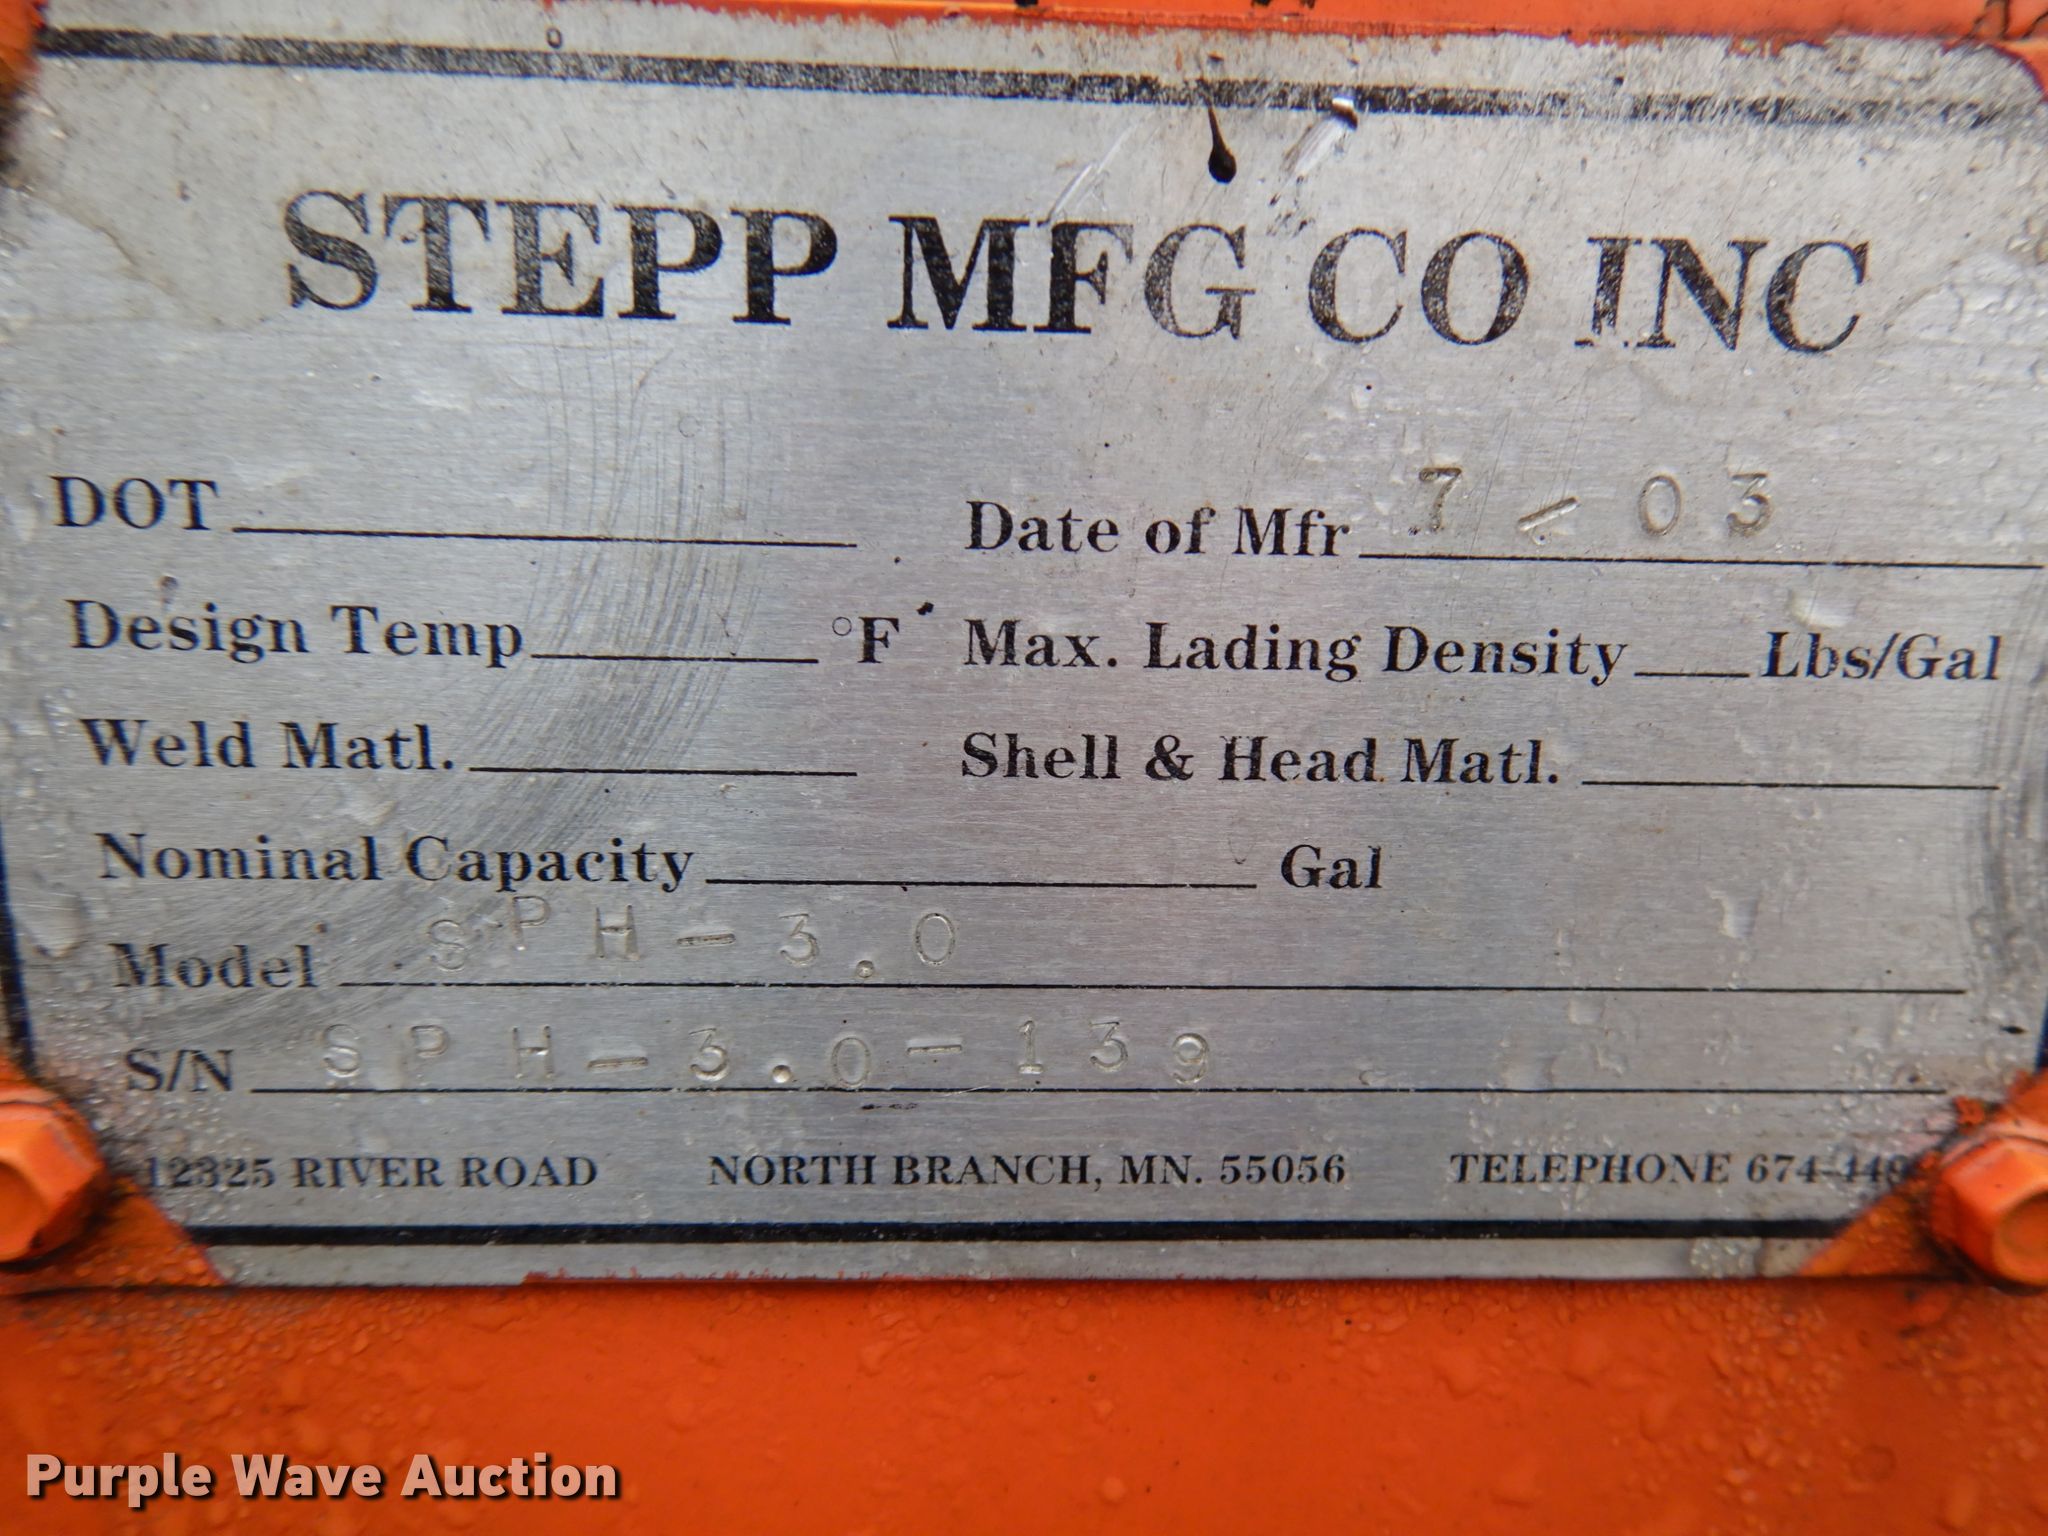 STEPP MFG CO INC
DOT Date of Mfr 7-03
Design Temp °F Max. Lading Density Lbs/Gal
Weld Matl. Shell & Head Matl.
Nominal Capacity Gal
Model SPH-3.0
S/N SPH-3.0-139
12325 RIVER ROAD NORTH BRANCH, MN. 55056 TELEPHONE
Purple Wave Auction